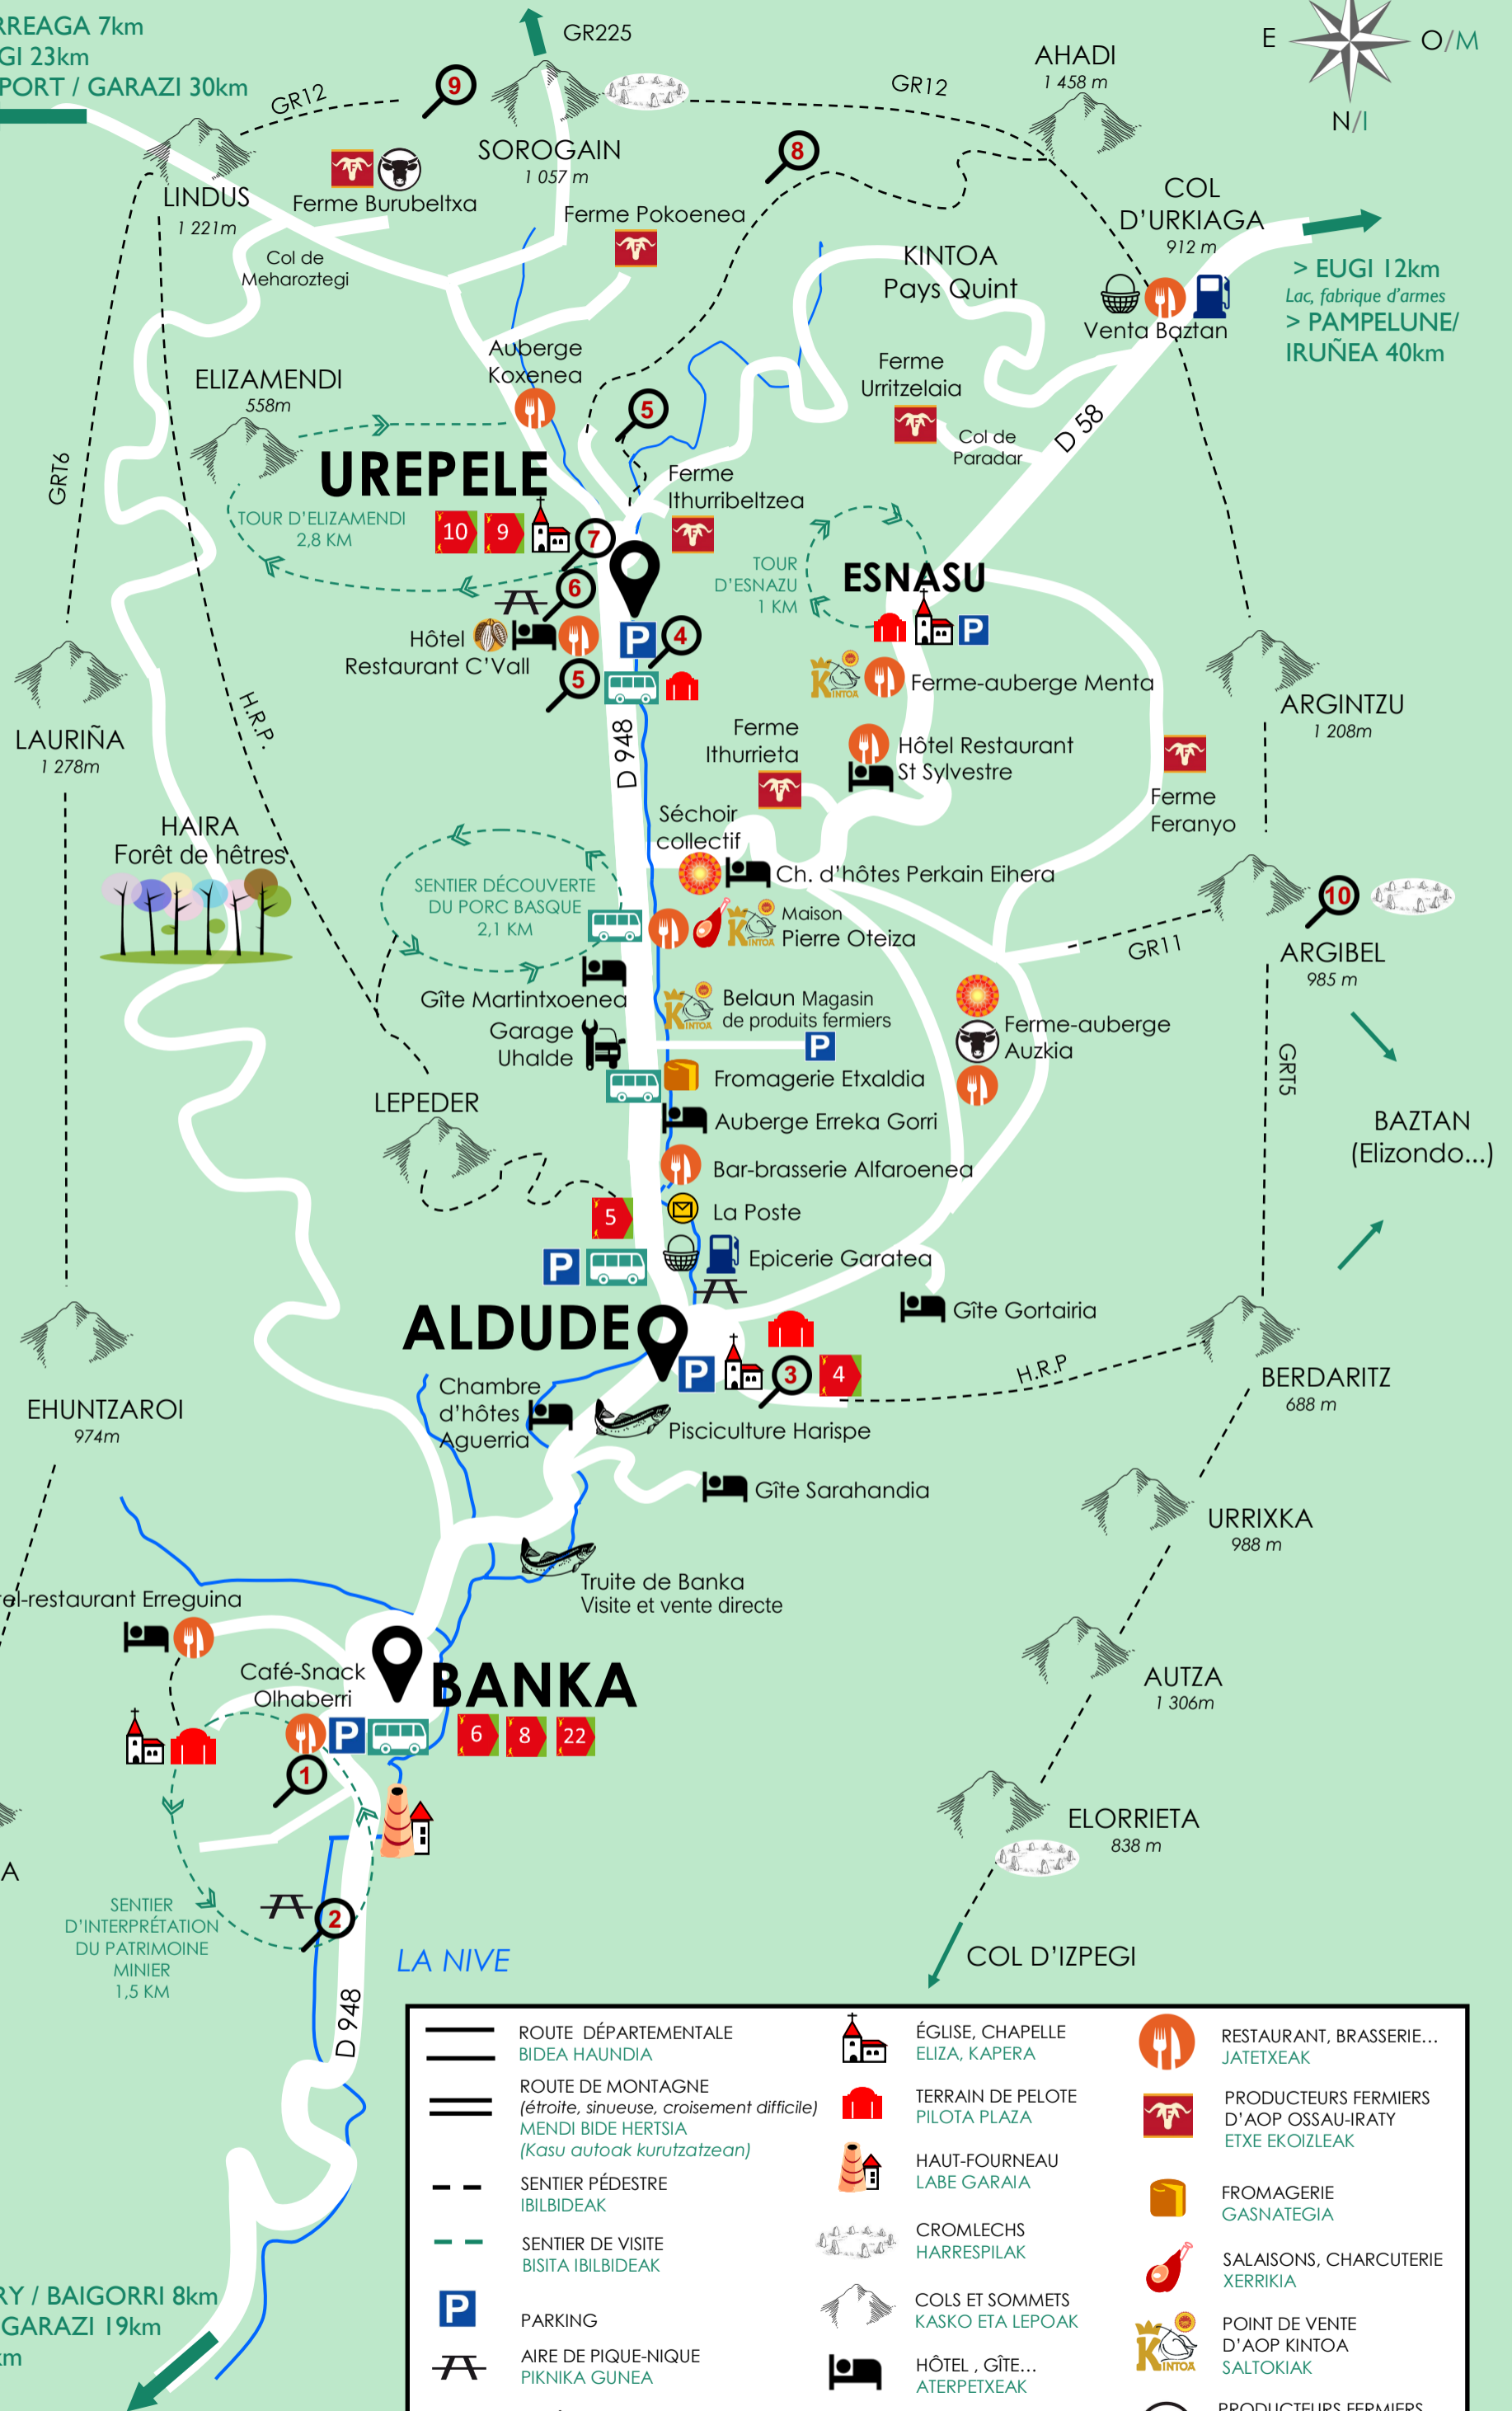 RREAGA 7km
GI 23km
PORT / GARAZI 30km
GR225
GR12
9
SOROGAIN
1 057 m
GR12
AHADI
1 458 m
E
O/M
N/I
8
LINDUS
1 221m
Ferme Burubeltxa
Col de
Meharoztegi
Ferme Pokoenea
COL
D'URKIAGA
912 m
KINTOA
Pays Quint
> EUGI 12km
Lac, fabrique d'armes
> PAMPELUNE/
IRUÑEA 40km
Venta Baztan
Auberge
Koxenea
ELIZAMENDI
558m
Ferme
Urritzelaia
5
D 58
Col de
Paradar
GRT6
UREPELE
Ferme
Ithurribeltzea
TOUR D'ELIZAMENDI
2,8 KM
10
9
7
TOUR
D'ESNAZU
1 KM
ESNASU
6
Hôtel
Restaurant C'Vall
P
4
P
5
KINTOA
Ferme-auberge Menta
ARGINTZU
1 208m
LAURIÑA
1 278m
H.R.P.
D 948
Ferme
Ithurrieta
Hôtel Restaurant
St Sylvestre
Ferme
Feranyo
HAIRA
Forêt de hêtres
Séchoir
collectif
Ch. d'hôtes Perkain Eihera
SENTIER DÉCOUVERTE
DU PORC BASQUE
2,1 KM
KINTOA
Maison
Pierre Oteiza
10
GR11
ARGIBEL
985 m
Gîte Martintxoenea
KINTOA
Belaun Magasin
de produits fermiers
Garage
Uhalde
P
Ferme-auberge
Auzkia
Fromagerie Etxaldia
GRT5
LEPEDER
Auberge Erreka Gorri
BAZTAN
(Elizondo...)
Bar-brasserie Alfaroenea
5
La Poste
P
Epicerie Garatea
ALDUDE
Gîte Gortairia
P
3
4
H.R.P
BERDARITZ
688 m
Chambre
d'hôtes
Aguerria
Pisciculture Harispe
EHUNTZAROI
974m
Gîte Sarahandia
URRIXKA
988 m
Truite de Banka
Visite et vente directe
el-restaurant Erreguina
Café-Snack
Olhaberri
BANKA
AUTZA
1 306m
P
6
8
22
1
ELORRIETA
838 m
A
SENTIER
D'INTERPRÉTATION
DU PATRIMOINE
MINIER
1,5 KM
2
LA NIVE
COL D'IZPEGI
D 948
ROUTE DÉPARTEMENTALE
BIDEA HAUNDIA
ROUTE DE MONTAGNE
(étroite, sinueuse, croisement difficile)
MENDI BIDE HERTSIA
(Kasu autoak kurutzatzean)
SENTIER PÉDESTRE
IBILBIDEAK
SENTIER DE VISITE
BISITA IBILBIDEAK
P
PARKING
AIRE DE PIQUE-NIQUE
PIKNIKA GUNEA
ÉGLISE, CHAPELLE
ELIZA, KAPERA
TERRAIN DE PELOTE
PILOTA PLAZA
HAUT-FOURNEAU
LABE GARAIA
CROMLECHS
HARRESPILAK
COLS ET SOMMETS
KASKO ETA LEPOAK
HÔTEL , GÎTE...
ATERPETXEAK
RESTAURANT, BRASSERIE...
JATETXEAK
PRODUCTEURS FERMIERS
D'AOP OSSAU-IRATY
ETXE EKOIZLEAK
FROMAGERIE
GASNATEGIA
SALAISONS, CHARCUTERIE
XERRIKIA
KINTOA
POINT DE VENTE
D'AOP KINTOA
SALTOKIAK
PRODUCTEURS FERMIERS
RY / BAIGORRI 8km
GARAZI 19km
km